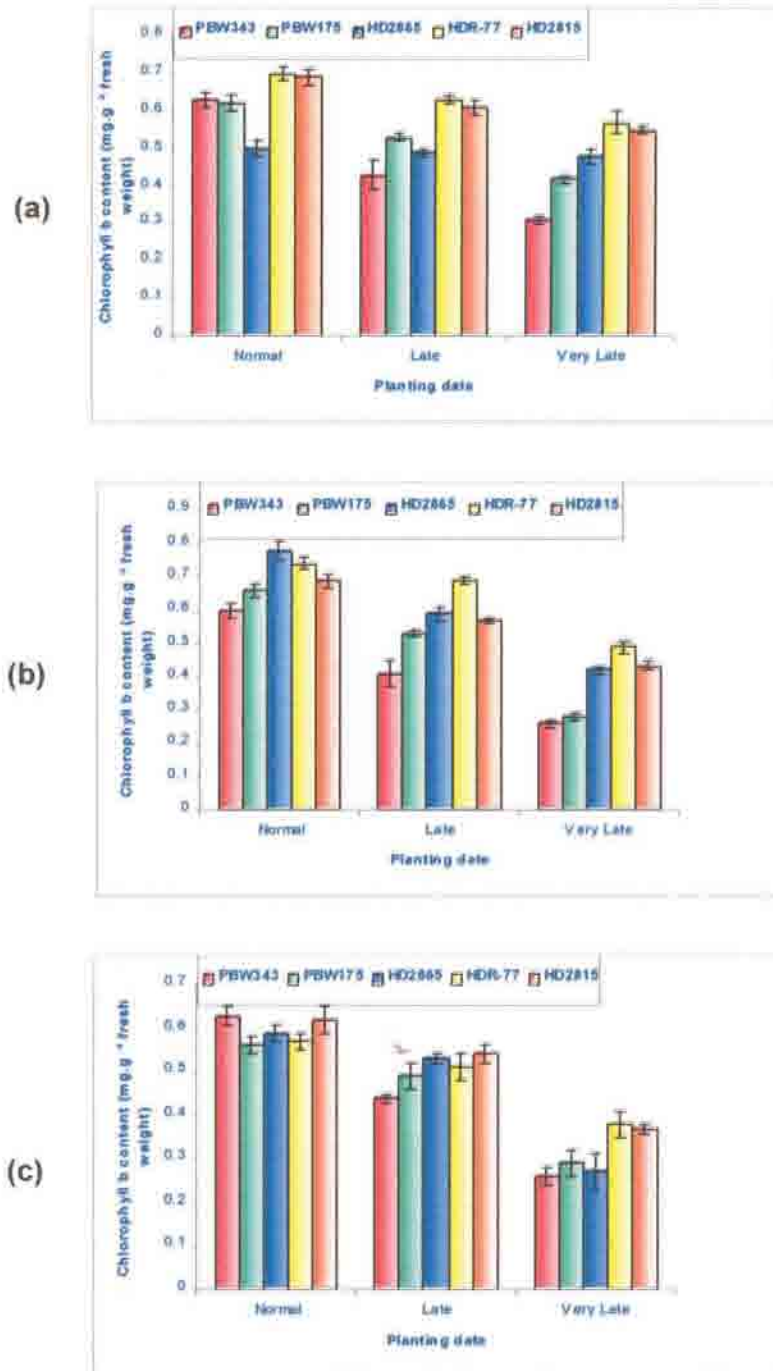 (a)
Chlorophyll b content (mg.g⁻¹ fresh weight)
0.8
0.7
0.6
0.5
0.4
0.3
0.2
0.1
0
PBW343 PBW175 HD2865 HDR-77 HD2815
Normal Late Very Late
Planting date
(b)
Chlorophyll b content (mg.g⁻¹ fresh weight)
0.9
0.8
0.7
0.6
0.5
0.4
0.3
0.2
0.1
0
PBW343 PBW175 HD2865 HDR-77 HD2815
Normal Late Very Late
Planting date
(c)
Chlorophyll b content (mg.g⁻¹ fresh weight)
0.7
0.6
0.5
0.4
0.3
0.2
0.1
0
PBW343 PBW175 HD2865 HDR-77 HD2815
Normal Late Very Late
Planting date